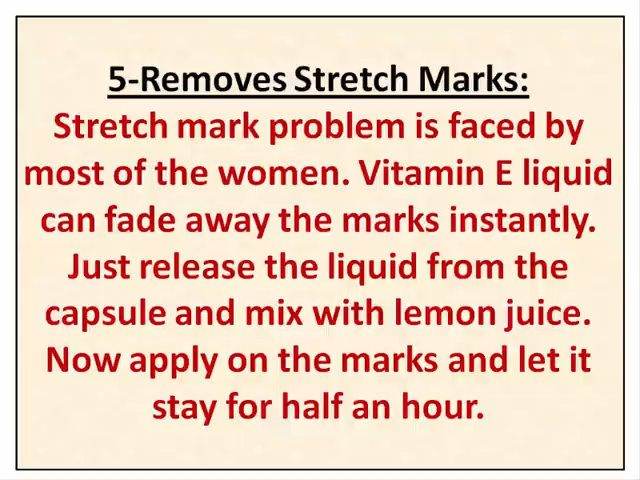 5-Removes Stretch Marks:
Stretch mark problem is faced by
most of the women. Vitamin E liquid
can fade away the marks instantly.
Just release the liquid from the
capsule and mix with lemon juice.
Now apply on the marks and let it
stay for half an hour.